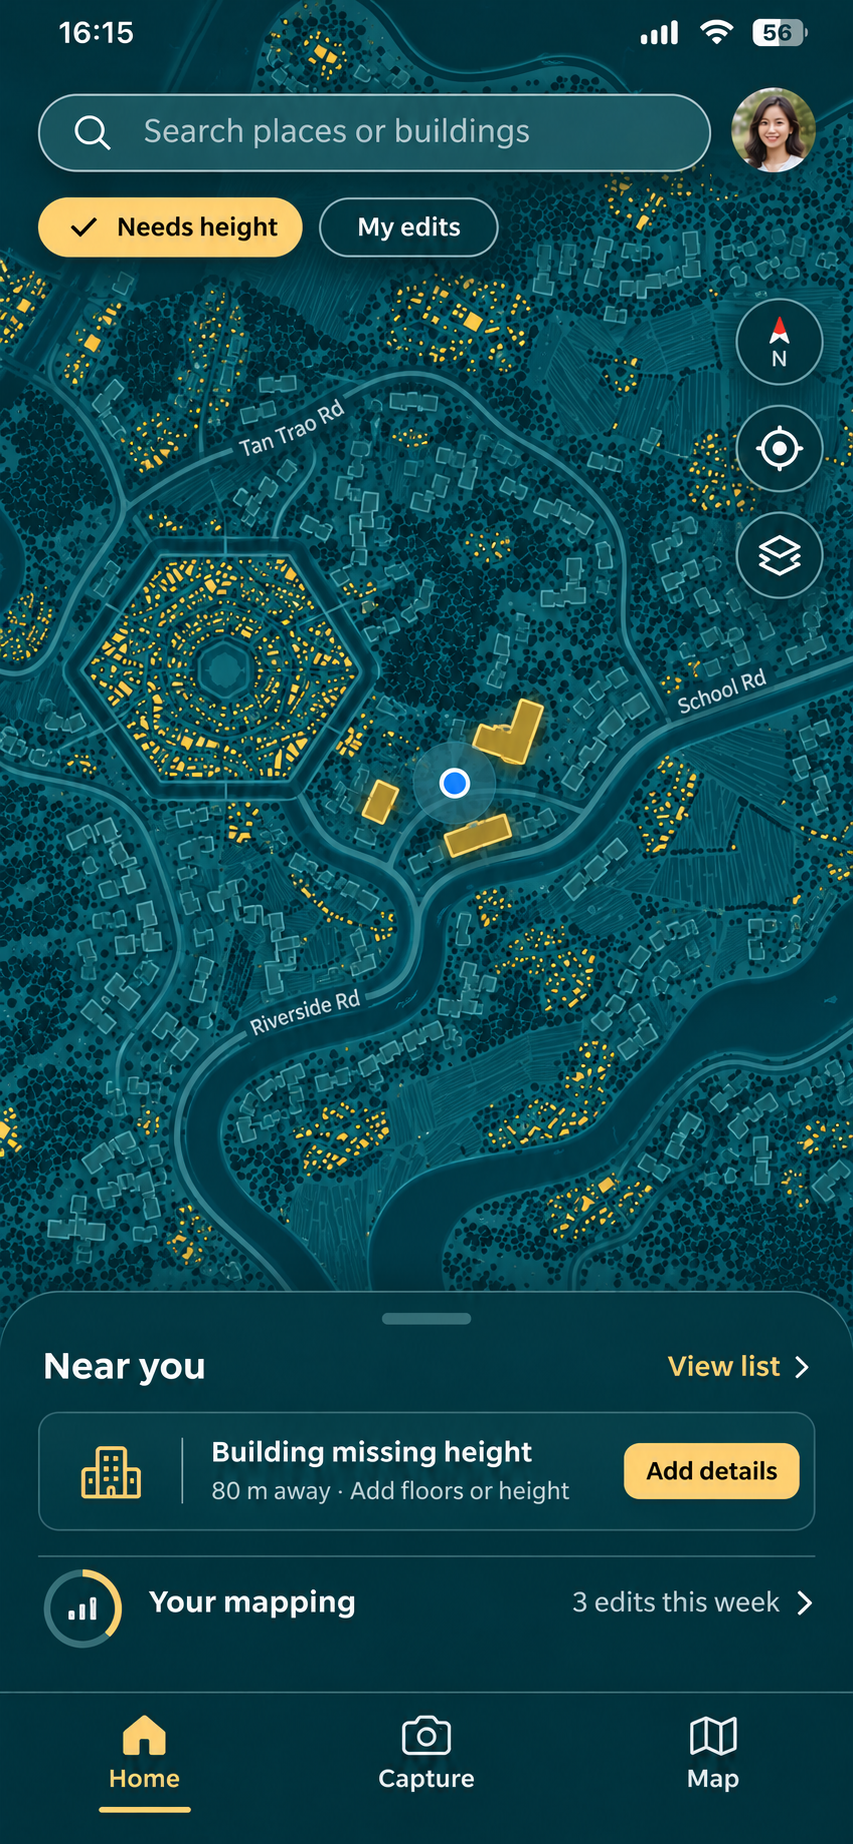 16:15
56
Search places or buildings
Needs height
My edits
N
Tan Trao Rd
School Rd
Riverside Rd
Near you
View list
Building missing height
80 m away · Add floors or height
Add details
Your mapping
3 edits this week
Home
Capture
Map